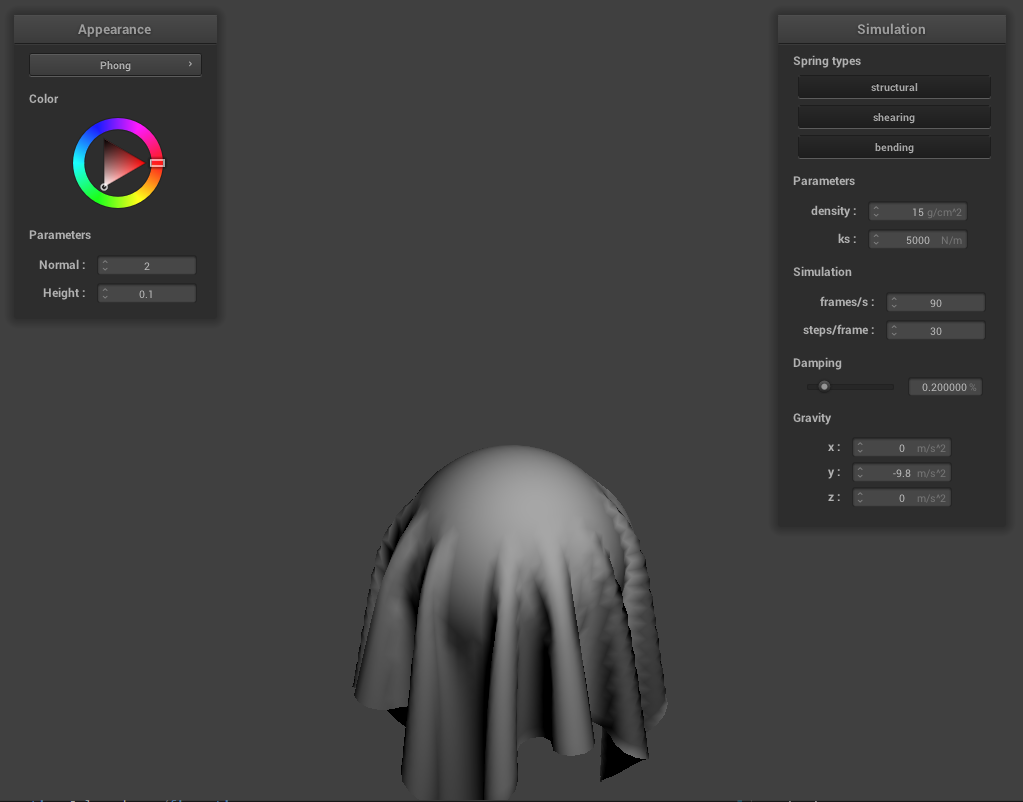 Appearance
Phong
Color
Parameters
Normal : 2
Height : 0.1
Simulation
Spring types
structural
shearing
bending
Parameters
density : 15 g/cm^2
ks : 5000 N/m
Simulation
frames/s : 90
steps/frame : 30
Damping
0.200000 %
Gravity
x : 0 m/s^2
y : -9.8 m/s^2
z : 0 m/s^2